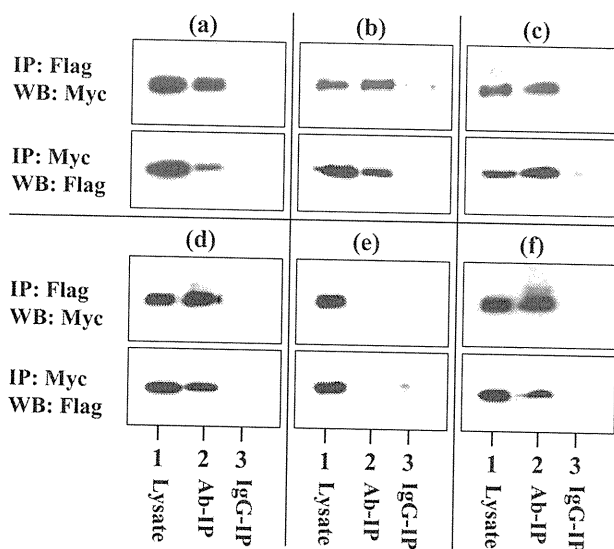 (a) (b) (c)
IP: Flag
WB: Myc
IP: Myc
WB: Flag
(d) (e) (f)
IP: Flag
WB: Myc
IP: Myc
WB: Flag
1 2 3 1 2 3 1 2 3
Lysate Ab-IP IgG-IP Lysate Ab-IP IgG-IP Lysate Ab-IP IgG-IP